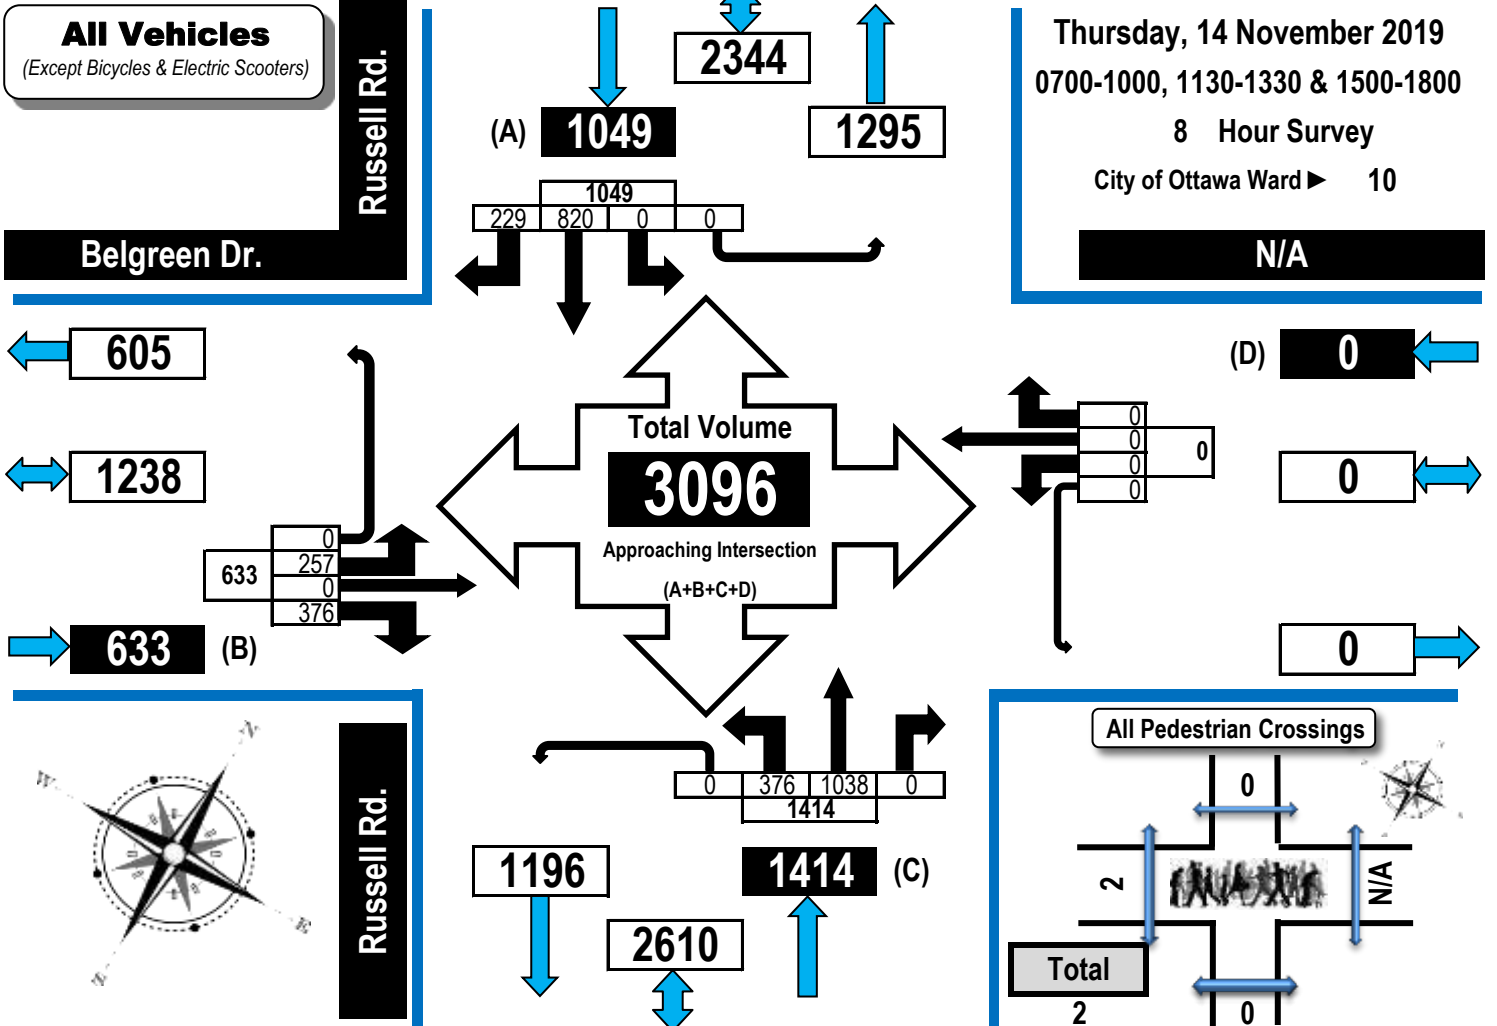 All Vehicles
(Except Bicycles & Electric Scooters)
Russell Rd.
Belgreen Dr.
2344
(A) 1049
1295
1049
229 820 0 0
Thursday, 14 November 2019
0700-1000, 1130-1330 & 1500-1800
8 Hour Survey
City of Ottawa Ward ► 10
N/A
605
1238
0
257
633
0
376
633 (B)
Total Volume
3096
Approaching Intersection
(A+B+C+D)
(D) 0
0
0
0
0
0
0
0
N
W
E
S
Russell Rd.
0 376 1038 0
1414
1196
1414 (C)
2610
All Pedestrian Crossings
0
2
N/A
Total
2
0